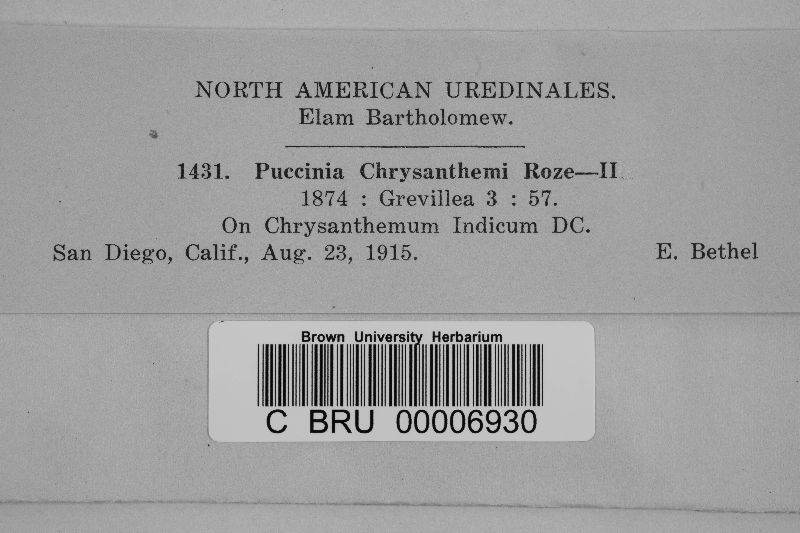 NORTH AMERICAN UREDINALES.
Elam Bartholomew.
1431. Puccinia Chrysanthemi Roze—II
1874 : Grevillea 3 : 57.
On Chrysanthemum Indicum DC.
San Diego, Calif., Aug. 23, 1915. E. Bethel
Brown University Herbarium
C BRU 00006930